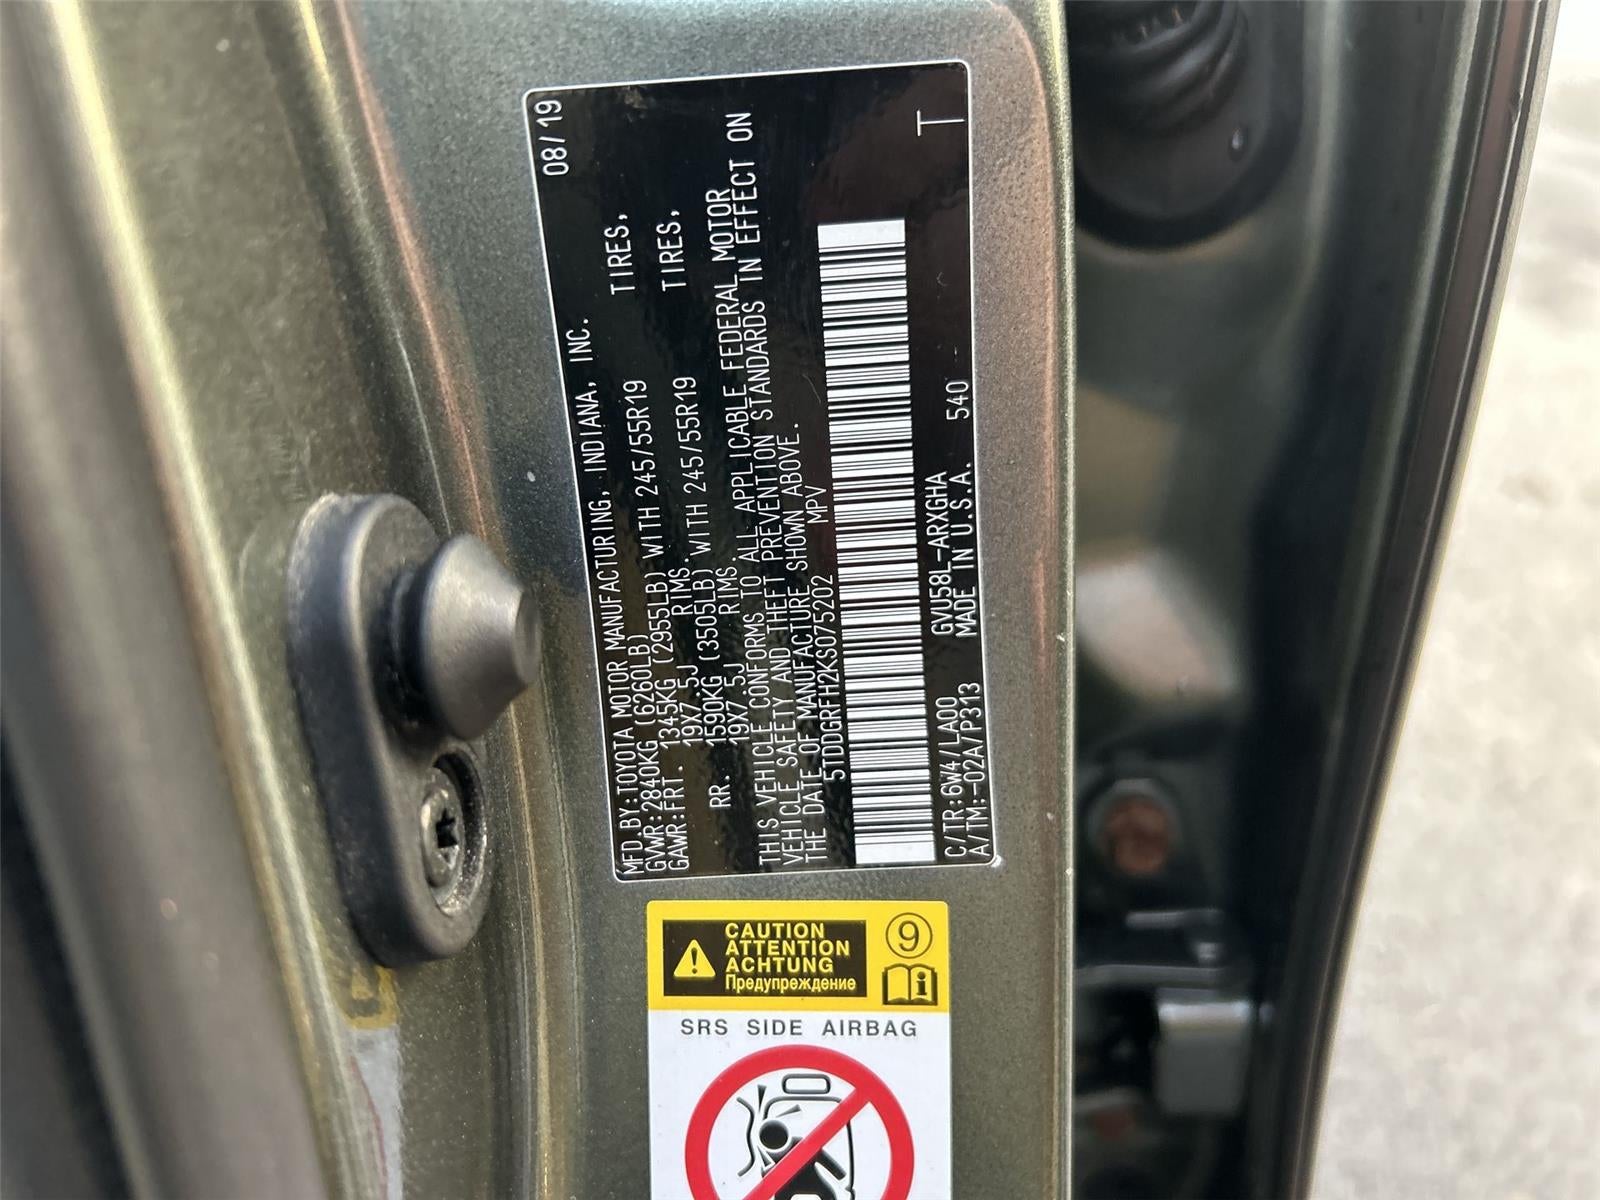 MFD.BY:TOYOTA MOTOR MANUFACTURING, INDIANA, INC. 08/19
GVWR:2840KG (6260LB)
GAWR:FRT. 1345KG (2955LB) WITH 245/55R19 TIRES,
19X7.5J RIMS.
RR. 1590KG (3505LB) WITH 245/55R19 TIRES,
19X7.5J RIMS.
THIS VEHICLE CONFORMS TO ALL APPLICABLE FEDERAL MOTOR
VEHICLE SAFETY AND THEFT PREVENTION STANDARDS IN EFFECT ON
THE DATE OF MANUFACTURE SHOWN ABOVE.
5TDDGRFH2KS075202 MPV
C/TR:6W4/LA00 GVU58L-ARXGHA
A/TM:-02A/P313 MADE IN U.S.A. 540 T
CAUTION
ATTENTION
ACHTUNG
Предупреждение
9
i
SRS SIDE AIRBAG